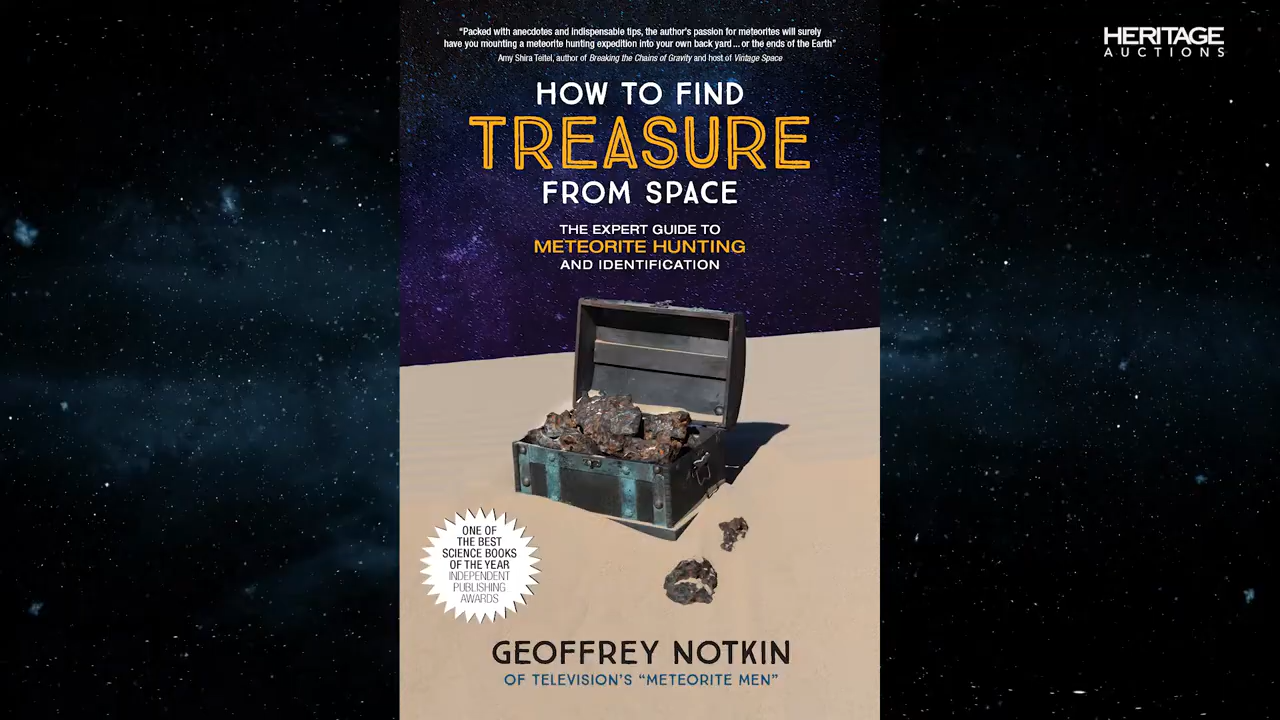 "Packed with anecdotes and indispensable tips, the author's passion for meteorites will surely
have you mounting a meteorite hunting expedition into your own back yard ... or the ends of the Earth"
Amy Shira Teitel, author of Breaking the Chains of Gravity and host of Vintage Space
HERITAGE
AUCTIONS
HOW TO FIND
TREASURE
FROM SPACE
THE EXPERT GUIDE TO
METEORITE HUNTING
AND IDENTIFICATION
ONE OF
THE BEST
SCIENCE BOOKS
OF THE YEAR
INDEPENDENT
PUBLISHING
AWARDS
GEOFFREY NOTKIN
OF TELEVISION'S "METEORITE MEN"